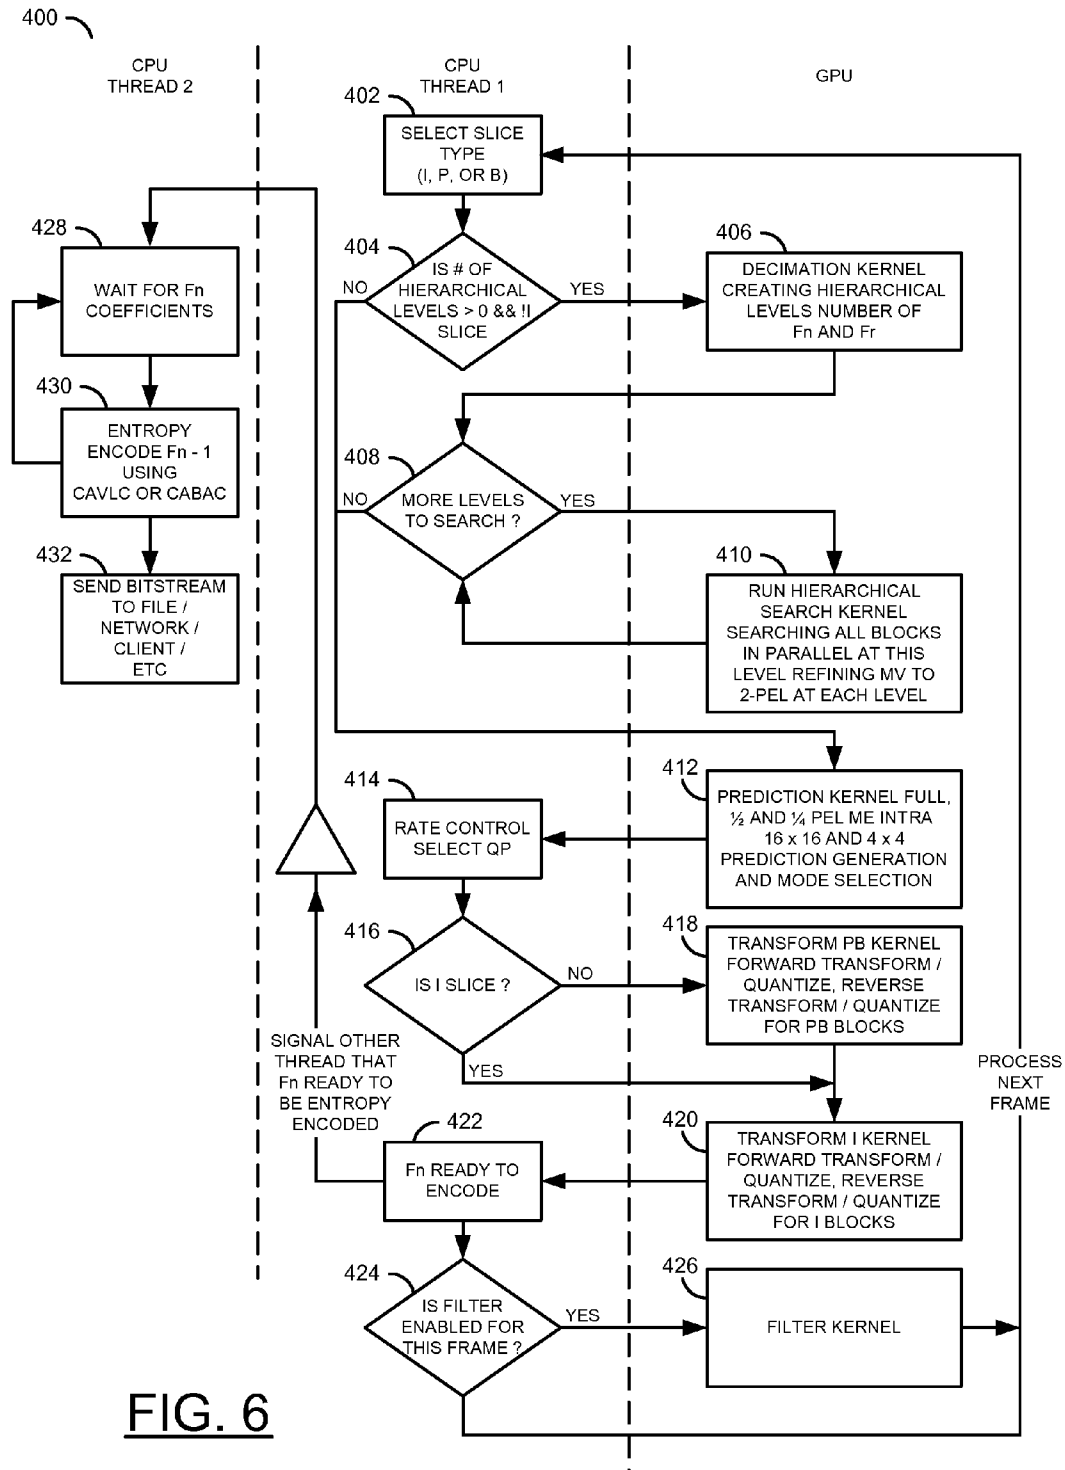 400
CPU
THREAD 2
CPU
THREAD 1
GPU
402
SELECT SLICE
TYPE
(I, P, OR B)
404
IS # OF
HIERARCHICAL
LEVELS > 0 && !I
SLICE
NO
YES
406
DECIMATION KERNEL
CREATING HIERARCHICAL
LEVELS NUMBER OF
Fn AND Fr
428
WAIT FOR Fn
COEFFICIENTS
430
ENTROPY
ENCODE Fn - 1
USING
CAVLC OR CABAC
432
SEND BITSTREAM
TO FILE /
NETWORK /
CLIENT /
ETC
408
MORE LEVELS
TO SEARCH ?
NO
YES
410
RUN HIERARCHICAL
SEARCH KERNEL
SEARCHING ALL BLOCKS
IN PARALLEL AT THIS
LEVEL REFINING MV TO
2-PEL AT EACH LEVEL
412
PREDICTION KERNEL FULL,
½ AND ¼ PEL ME INTRA
16 x 16 AND 4 x 4
PREDICTION GENERATION
AND MODE SELECTION
414
RATE CONTROL
SELECT QP
416
IS I SLICE ?
NO
YES
418
TRANSFORM PB KERNEL
FORWARD TRANSFORM /
QUANTIZE, REVERSE
TRANSFORM / QUANTIZE
FOR PB BLOCKS
SIGNAL OTHER
THREAD THAT
Fn READY TO
BE ENTROPY
ENCODED
PROCESS
NEXT
FRAME
420
TRANSFORM I KERNEL
FORWARD TRANSFORM /
QUANTIZE, REVERSE
TRANSFORM / QUANTIZE
FOR I BLOCKS
422
Fn READY TO
ENCODE
424
IS FILTER
ENABLED FOR
THIS FRAME ?
YES
426
FILTER KERNEL
FIG. 6